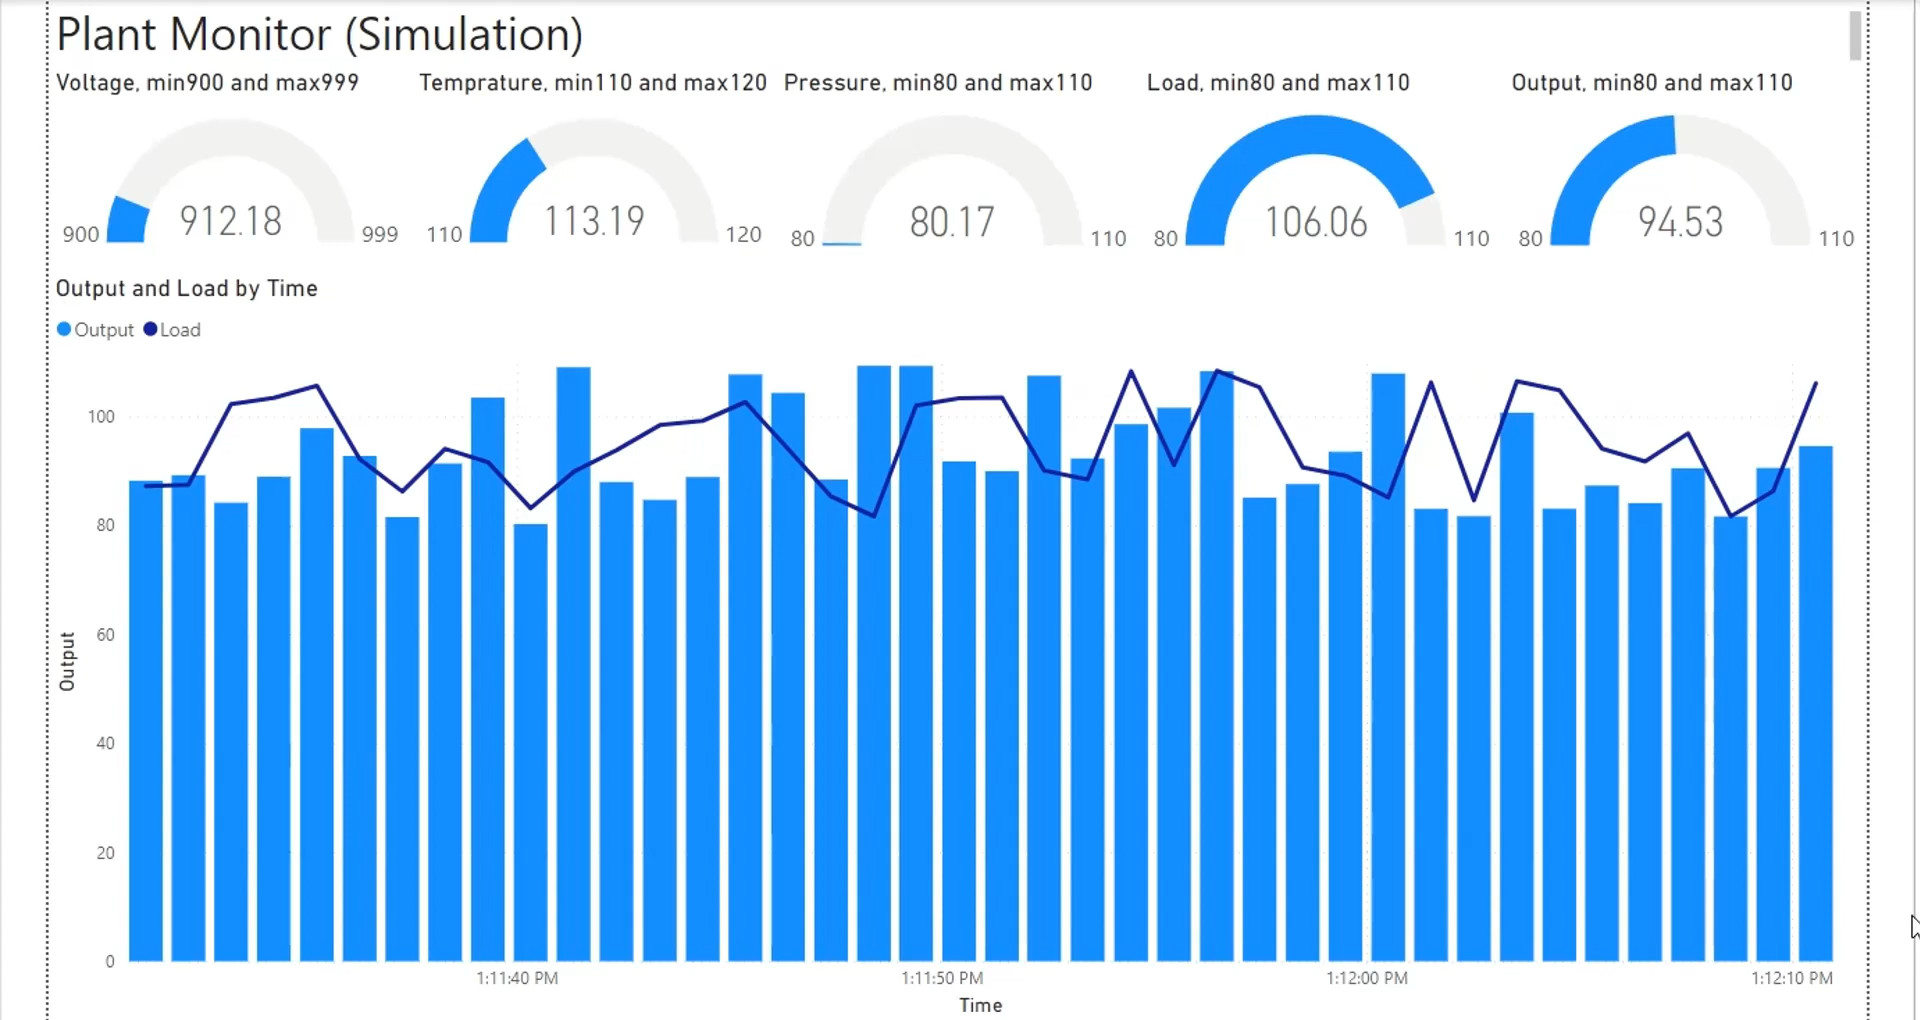 Plant Monitor (Simulation)
Voltage, min900 and max999
Temprature, min110 and max120
Pressure, min80 and max110
Load, min80 and max110
Output, min80 and max110
900 912.18 999
110 113.19 120
80 80.17 110
80 106.06 110
80 94.53 110
Output and Load by Time
Output Load
100
80
60
40
20
0
Output
1:11:40 PM 1:11:50 PM 1:12:00 PM 1:12:10 PM
Time